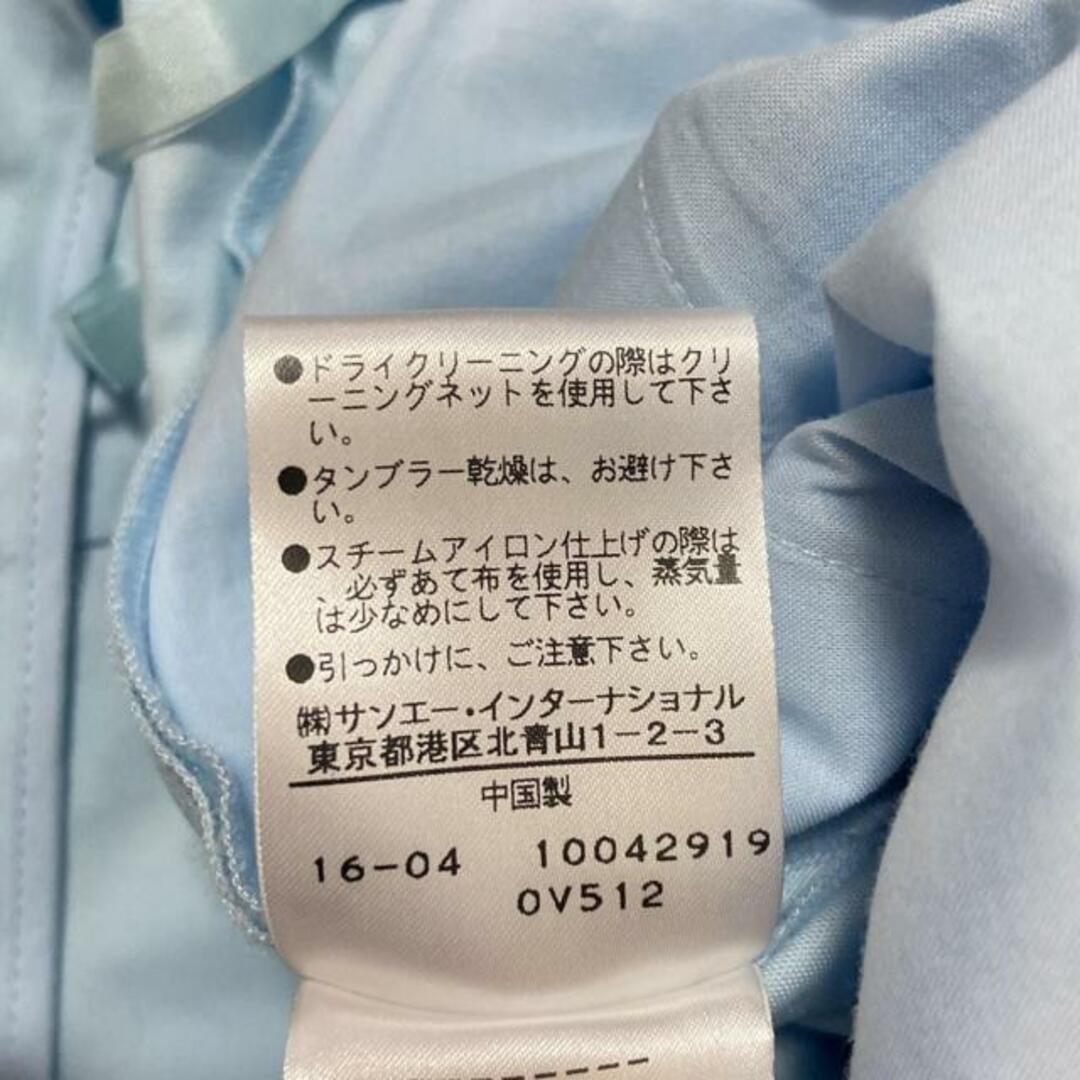 ●ドライクリーニングの際はクリ
ーニングネットを使用して下さ
い。
●タンブラー乾燥は、お避け下さ
い。
●スチームアイロン仕上げの際は
必ずあて布を使用し、蒸気量
は少なめにして下さい。
●引っかけに、ご注意下さい。
㈱サンエー・インターナショナル
東京都港区北青山1-2-3
中国製
16-04 10042919
0V512